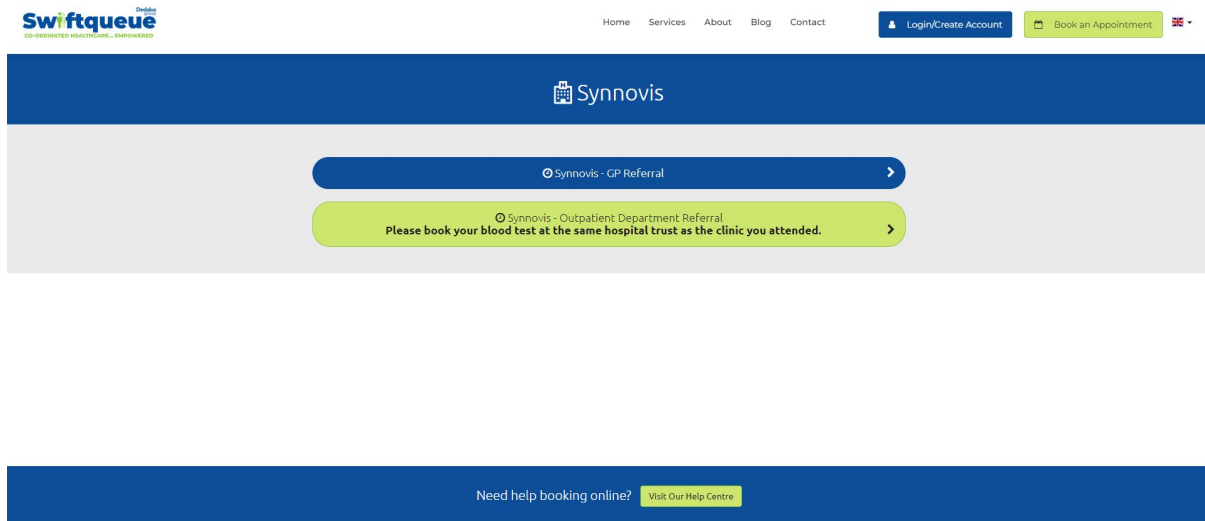 Dedalus
group
Swiftqueue
CO-ORDINATED HEALTHCARE... EMPOWERED
Home Services About Blog Contact
Login/Create Account
Book an Appointment
Synnovis
Synnovis - GP Referral
Synnovis - Outpatient Department Referral
Please book your blood test at the same hospital trust as the clinic you attended.
Need help booking online?
Visit Our Help Centre